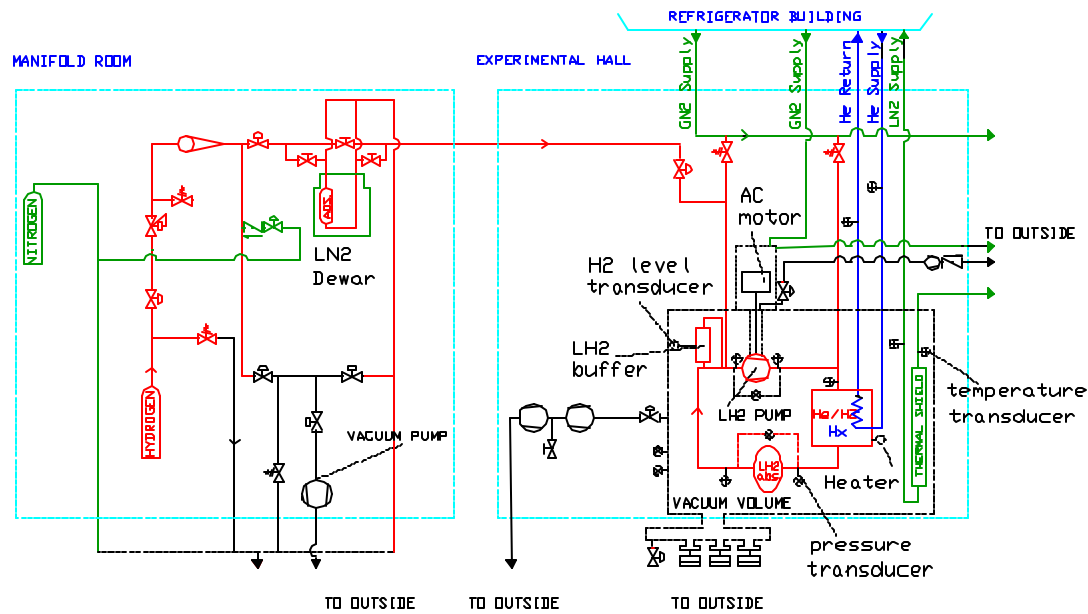 REFRIGERATOR BUILDING
MANIFOLD ROOM
EXPERIMENTAL HALL
GN2 Supply
GN2 Supply
He Return
He Supply
LN2 Supply
NITROGEN
ADS
LN2
Dewar
AC
motor
TO OUTSIDE
H2 level
transducer
LH2
buffer
LH2 PUMP
He/H2
Hx
THERMAL SHIELD
temperature
transducer
HYDROGEN
VACUUM PUMP
LH2
Heater
VACUUM VOLUME
pressure
transducer
TO OUTSIDE
TO OUTSIDE
TO OUTSIDE